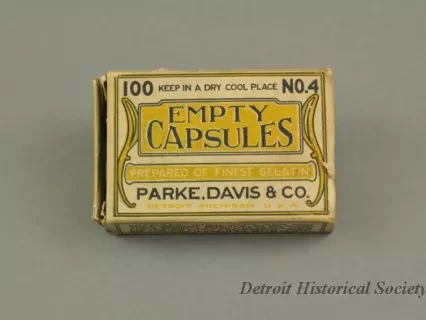 100 KEEP IN A DRY COOL PLACE NO.4
EMPTY
CAPSULES
PREPARED OF FINEST GELATIN
PARKE, DAVIS & CO.
DETROIT, MICHIGAN, U.S.A.
Detroit Historical Society